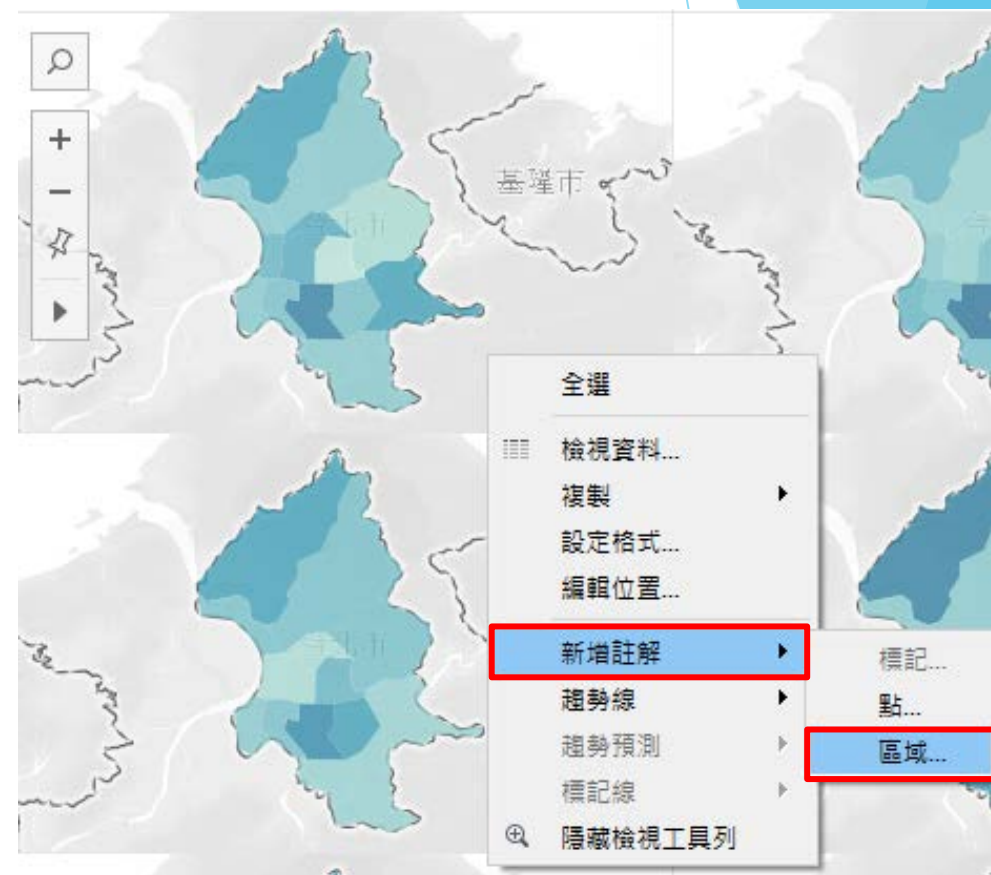 基隆市
全選
檢視資料...
複製
設定格式...
編輯位置...
新增註解
趨勢線
趨勢預測
標記線
隱藏檢視工具列
標記...
點...
區域...